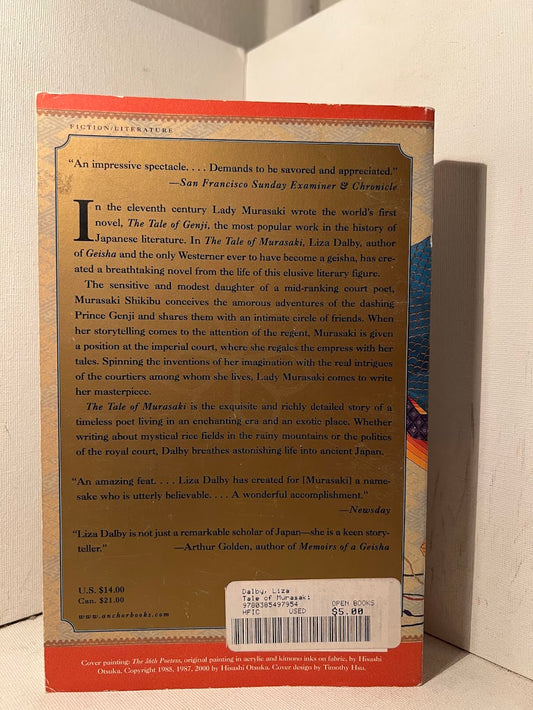 FICTION/LITERATURE
“An impressive spectacle. . . . Demands to be savored and appreciated.”
—San Francisco Sunday Examiner & Chronicle
In the eleventh century Lady Murasaki wrote the world’s first
novel, The Tale of Genji, the most popular work in the history of
Japanese literature. In The Tale of Murasaki, Liza Dalby, author
of Geisha and the only Westerner ever to have become a geisha, has cre-
ated a breathtaking novel from the life of this elusive literary figure.
The sensitive and modest daughter of a mid-ranking court poet,
Murasaki Shikibu conceives the amorous adventures of the dashing
Prince Genji and shares them with an intimate circle of friends. When
her storytelling comes to the attention of the regent, Murasaki is given
a position at the imperial court, where she regales the empress with her
tales. Spinning the inventions of her imagination with the real intrigues
of the courtiers among whom she lives, Lady Murasaki comes to write
her masterpiece.
The Tale of Murasaki is the exquisite and richly detailed story of a
timeless poet living in an enchanting era and an exotic place. Whether
writing about mystical rice fields in the rainy mountains or the politics
of the royal court, Dalby breathes astonishing life into ancient Japan.
“An amazing feat. . . . Liza Dalby has created for [Murasaki] a name-
sake who is utterly believable. . . . A wonderful accomplishment.”
—Newsday
“Liza Dalby is not just a remarkable scholar of Japan—she is a keen story-
teller.” —Arthur Golden, author of Memoirs of a Geisha
U.S. $14.00
Can. $21.00
www.anchorbooks.com
Dalby, Liza
Tale of Murasaki
9780385497954 OPEN BOOKS
HFIC USED $5.00
Cover painting: The 36th Poetess, original painting in acrylic and kimono inks on fabric, by Hisashi
Otsuka. Copyright 1983, 1987, 2000 by Hisashi Otsuka. Cover design by Timothy Hsu.